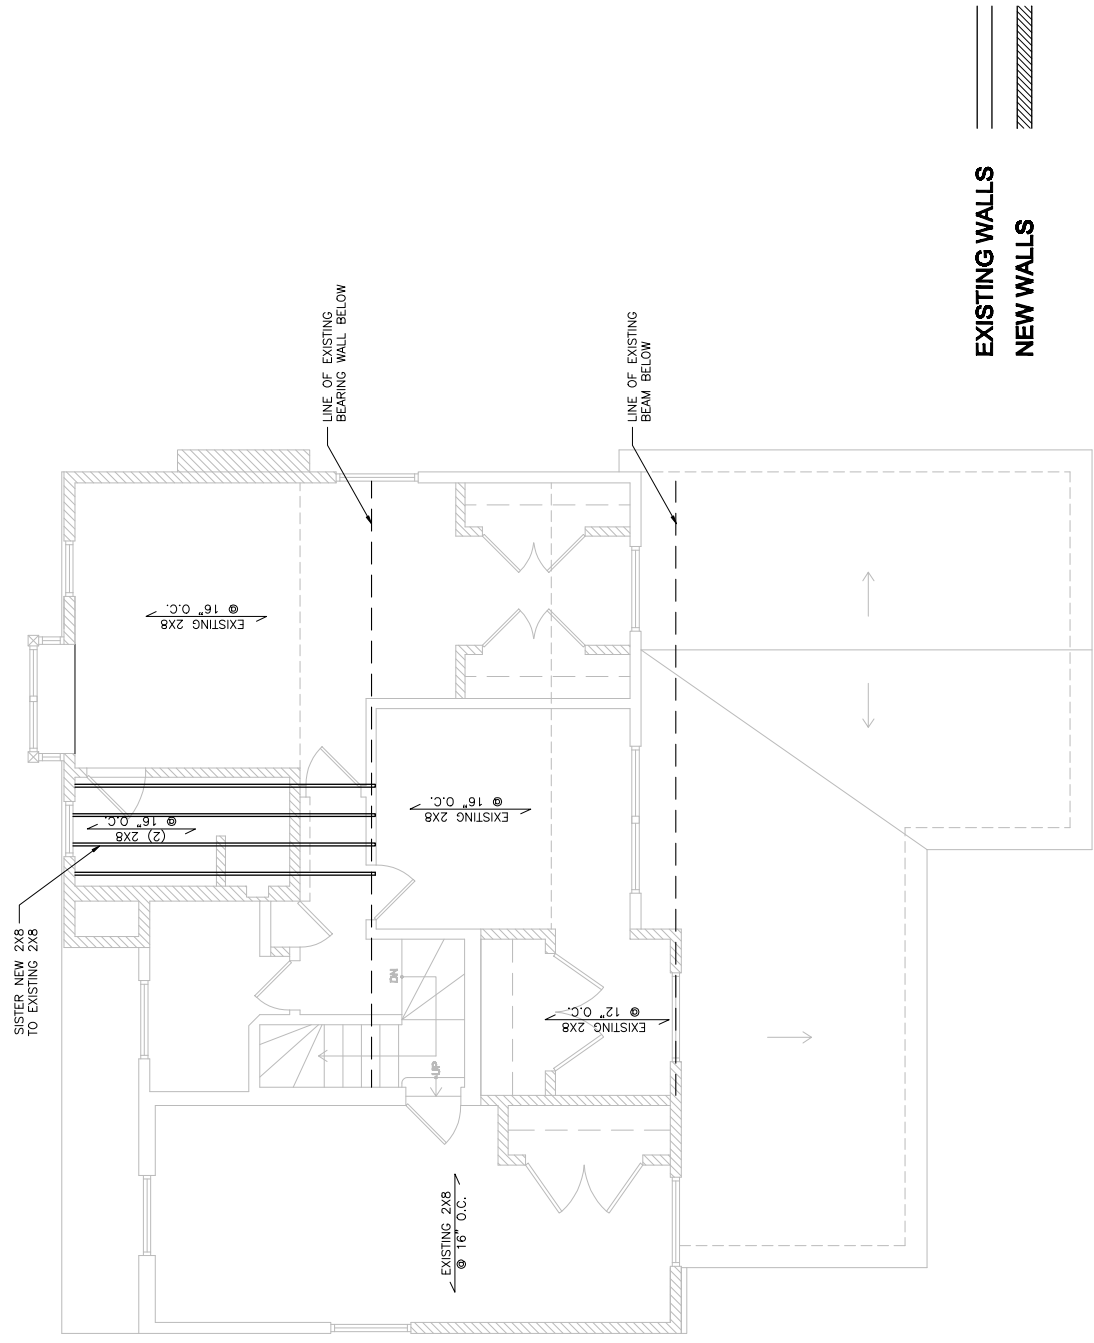 EXISTING WALLS
NEW WALLS
LINE OF EXISTING
BEARING WALL BELOW
LINE OF EXISTING
BEAM BELOW
EXISTING 2X8
@ 16" O.C.
(2) 2X8
@ 16" O.C.
EXISTING 2X8
@ 16" O.C.
SISTER NEW 2X8
TO EXISTING 2X8
DN
UP
EXISTING 2X8
@ 12" O.C.
EXISTING 2X8
@ 16" O.C.